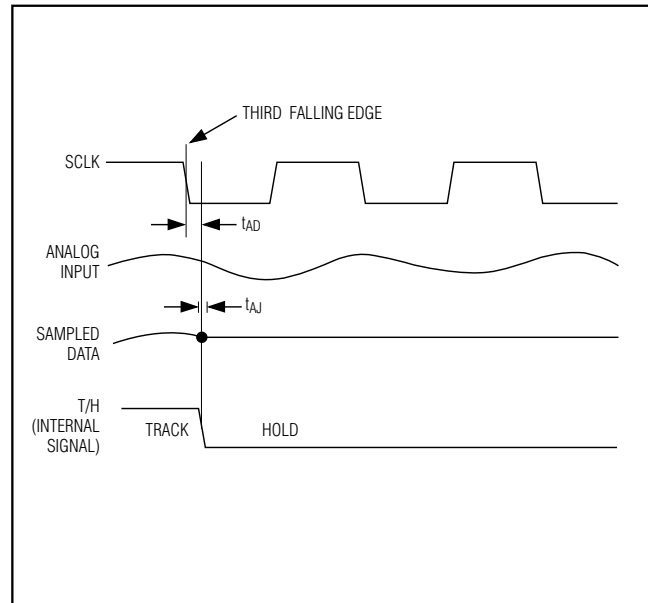 THIRD FALLING EDGE
SCLK
tAD
ANALOG
INPUT
tAJ
SAMPLED
DATA
T/H
(INTERNAL
SIGNAL)
TRACK
HOLD